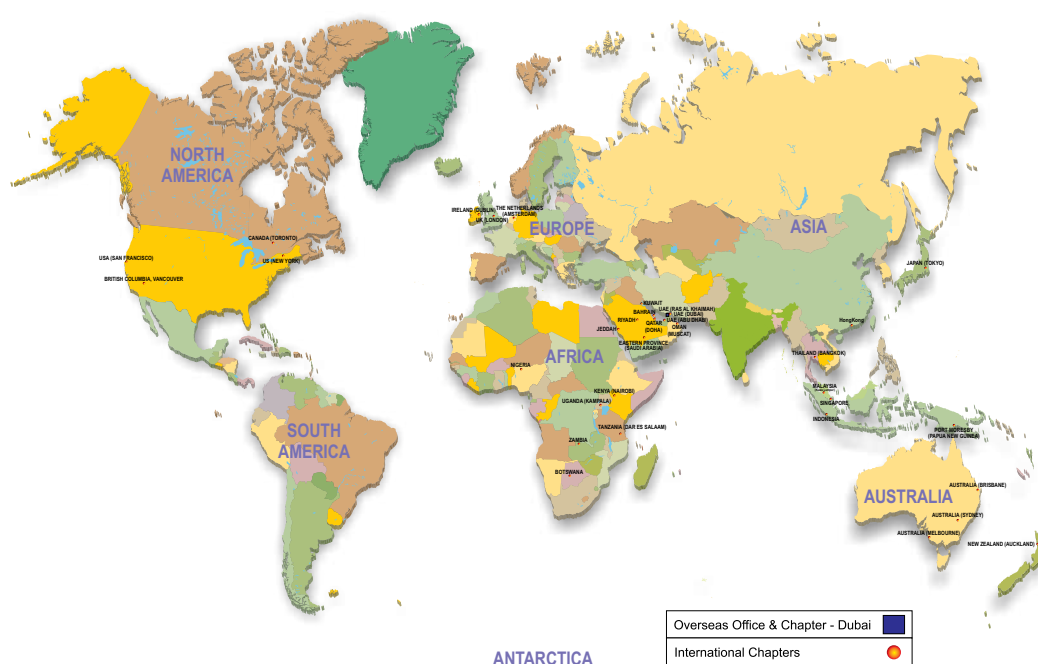 NORTH
AMERICA
CANADA (TORONTO)
USA (SAN FRANCISCO)
US (NEW YORK)
BRITISH COLUMBIA, VANCOUVER
IRELAND (DUBLIN)
THE NETHERLANDS
(AMSTERDAM)
UK (LONDON)
EUROPE
ASIA
JAPAN (TOKYO)
KUWAIT
BAHRAIN
UAE (RAS AL KHAIMAH)
UAE (DUBAI)
RIYADH
UAE (ABU DHABI)
QATAR
(DOHA)
JEDDAH
OMAN
(MUSCAT)
EASTERN PROVINCE
(SAUDI ARABIA)
HongKong
AFRICA
NIGERIA
THAILAND (BANGKOK)
KENYA (NAIROBI)
UGANDA (KAMPALA)
MALAYSIA
SINGAPORE
INDONESIA
TANZANIA (DAR ES SALAAM)
ZAMBIA
PORT MORESBY
(PAPUA NEW GUINEA)
SOUTH
AMERICA
BOTSWANA
AUSTRALIA
AUSTRALIA (BRISBANE)
AUSTRALIA (SYDNEY)
AUSTRALIA (MELBOURNE)
NEW ZEALAND (AUCKLAND)
Overseas Office & Chapter - Dubai
International Chapters
ANTARCTICA